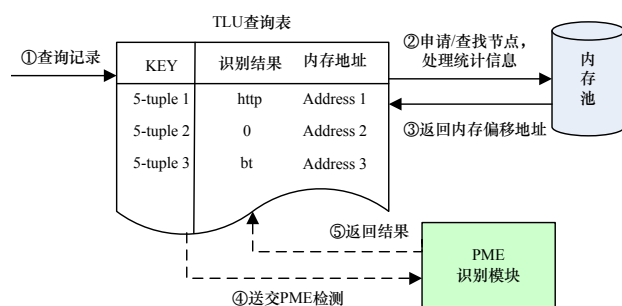 TLU查询表
①查询记录
KEY 识别结果 内存地址
5-tuple 1 http Address 1
5-tuple 2 0 Address 2
5-tuple 3 bt Address 3
②申请/查找节点，
处理统计信息
③返回内存偏移地址
内
存
池
⑤返回结果
④送交PME检测
PME
识别模块